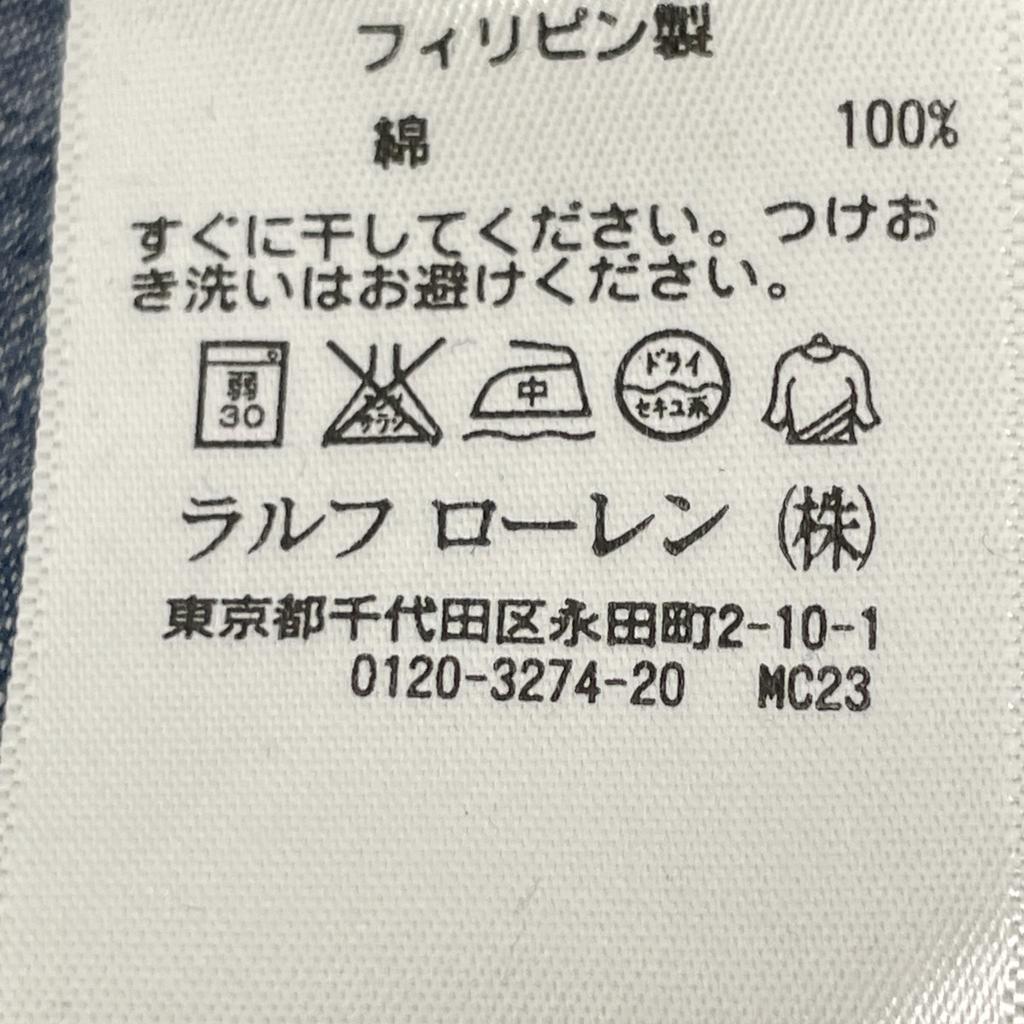 フィリピン製
綿 100%
すぐに干してください。つけお
き洗いはお避けください。
弱 30 エンソ サラシ 中 ドライ セキユ系
ラルフ ローレン (株)
東京都千代田区永田町2-10-1
0120-3274-20 MC23